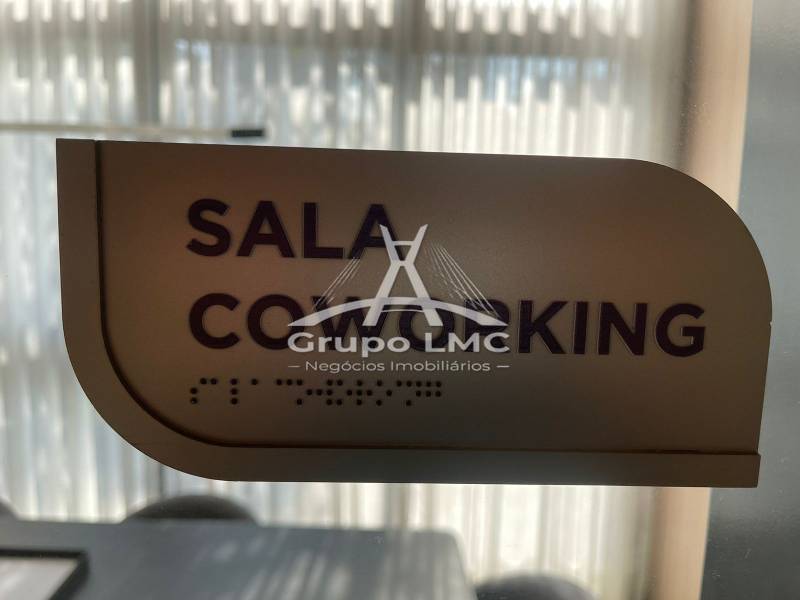 SALA
COWORKING
Grupo LMC
Negócios Imobiliários